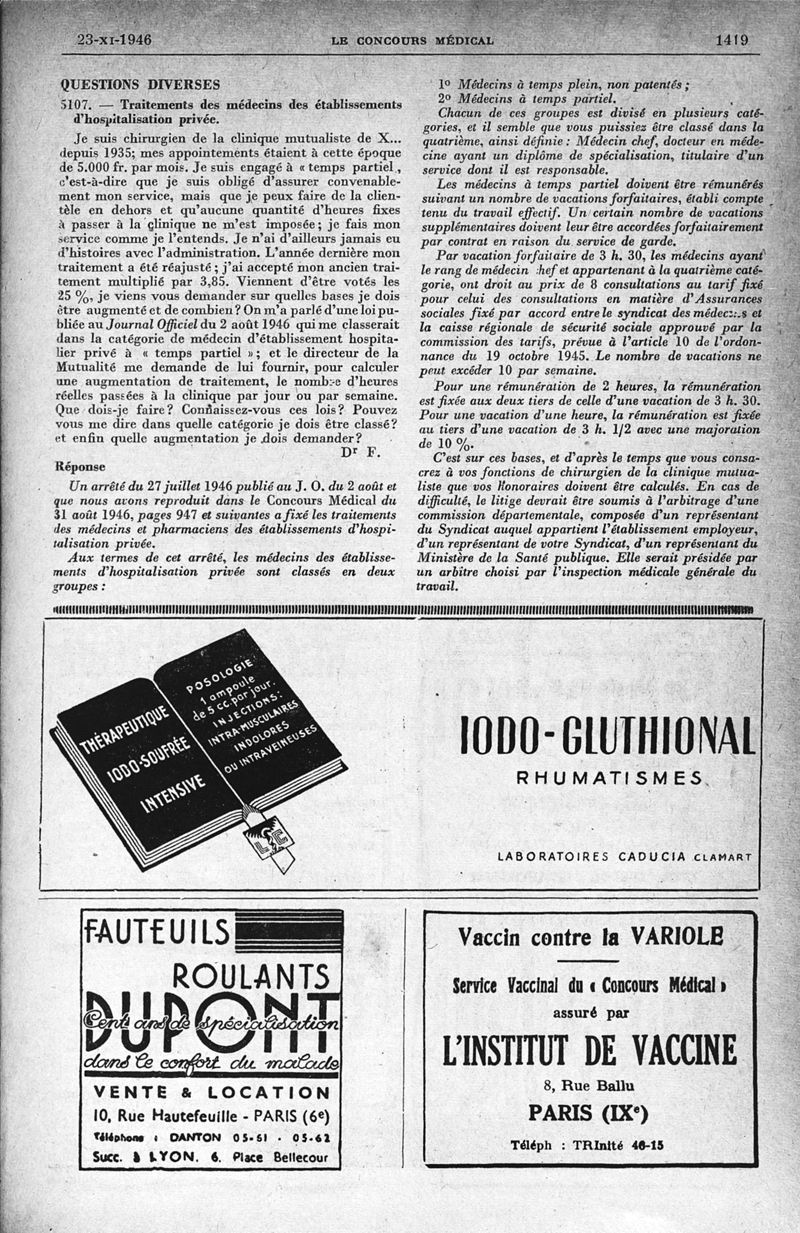 23-XI-1946 LE CONCOURS MÉDICAL 1419
QUESTIONS DIVERSES
5107. — Traitements des médecins des établissements
d'hospitalisation privée.
Je suis chirurgien de la clinique mutualiste de X...
depuis 1935; mes appointements étaient à cette époque
de 5.000 fr. par mois. Je suis engagé à « temps partiel,
c'est-à-dire que je suis obligé d'assurer convenable-
ment mon service, mais que je peux faire de la clien-
tèle en dehors et qu'aucune quantité d'heures fixes
à passer à la clinique ne m'est imposée; je fais mon
service comme je l'entends. Je n'ai d'ailleurs jamais eu
d'histoires avec l'administration. L'année dernière mon
traitement a été réajusté; j'ai accepté mon ancien trai-
tement multiplié par 3,85. Viennent d'être votés les
25 %, je viens vous demander sur quelles bases je dois
être augmenté et de combien? On m'a parlé d'une loi pu-
bliée au Journal Officiel du 2 août 1946 qui me classerait
dans la catégorie de médecin d'établissement hospita-
lier privé à « temps partiel »; et le directeur de la
Mutualité me demande de lui fournir, pour calculer
une augmentation de traitement, le nombre d'heures
réelles passées à la clinique par jour ou par semaine.
Que dois-je faire? Connaissez-vous ces lois? Pouvez
vous me dire dans quelle catégorie je dois être classé?
et enfin quelle augmentation je dois demander?
Dr F.
Réponse
Un arrêté du 27 juillet 1946 publié au J. O. du 2 août et
que nous avons reproduit dans le Concours Médical du
31 août 1946, pages 947 et suivantes a fixé les traitements
des médecins et pharmaciens des établissements d'hospi-
talisation privée.
Aux termes de cet arrêté, les médecins des établisse-
ments d'hospitalisation privée sont classés en deux
groupes :
1º Médecins à temps plein, non patentés;
2º Médecins à temps partiel.
Chacun de ces groupes est divisé en plusieurs caté-
gories, et il semble que vous puissiez être classé dans la
quatrième, ainsi définie : Médecin chef, docteur en méde-
cine ayant un diplôme de spécialisation, titulaire d'un
service dont il est responsable.
Les médecins à temps partiel doivent être rémunérés
suivant un nombre de vacations forfaitaires, établi compte
tenu du travail effectif. Un certain nombre de vacations
supplémentaires doivent leur être accordées forfaitairement
par contrat en raison du service de garde.
Par vacation forfaitaire de 3 h. 30, les médecins ayant
le rang de médecin chef et appartenant à la quatrième caté-
gorie, ont droit au prix de 8 consultations au tarif fixé
pour celui des consultations en matière d'Assurances
sociales fixé par accord entre le syndicat des médecins et
la caisse régionale de sécurité sociale approuvé par la
commission des tarifs, prévue à l'article 10 de l'ordon-
nance du 19 octobre 1945. Le nombre de vacations ne
peut excéder 10 par semaine.
Pour une rémunération de 2 heures, la rémunération
est fixée aux deux tiers de celle d'une vacation de 3 h. 30.
Pour une vacation d'une heure, la rémunération est fixée
au tiers d'une vacation de 3 h. 1/2 avec une majoration
de 10 %.
C'est sur ces bases, et d'après le temps que vous consa-
crez à vos fonctions de chirurgien de la clinique mutua-
liste que vos Honoraires doivent être calculés. En cas de
difficulté, le litige devrait être soumis à l'arbitrage d'une
commission départementale, composée d'un représentant
du Syndicat auquel appartient l'établissement employeur,
d'un représentant de votre Syndicat, d'un représentant du
Ministère de la Santé publique. Elle serait présidée par
un arbitre choisi par l'inspection médicale générale du
travail.
THÉRAPEUTIQUE
IODO-SOUFRÉE
INTENSIVE
POSOLOGIE
1 ampoule
de 5 cc. par jour.
INJECTIONS:
INTRA-MUSCULAIRES
INDOLORES
OU INTRAVEINEUSES
L C
IODO-GLUTHIONAL
RHUMATISMES
LABORATOIRES CADUCIA CLAMART
FAUTEUILS
ROULANTS
DUPONT
Cent ans de spécialisation
dans le confort du malade
VENTE & LOCATION
10, Rue Hautefeuille - PARIS (6e)
Téléphone : DANTON 05-61 · 05-62
Succ. à LYON, 6, Place Bellecour
Vaccin contre la VARIOLE
Service Vaccinal du « Concours Médical »
assuré par
L'INSTITUT DE VACCINE
8, Rue Ballu
PARIS (IXe)
Téléph : TRInité 46-15